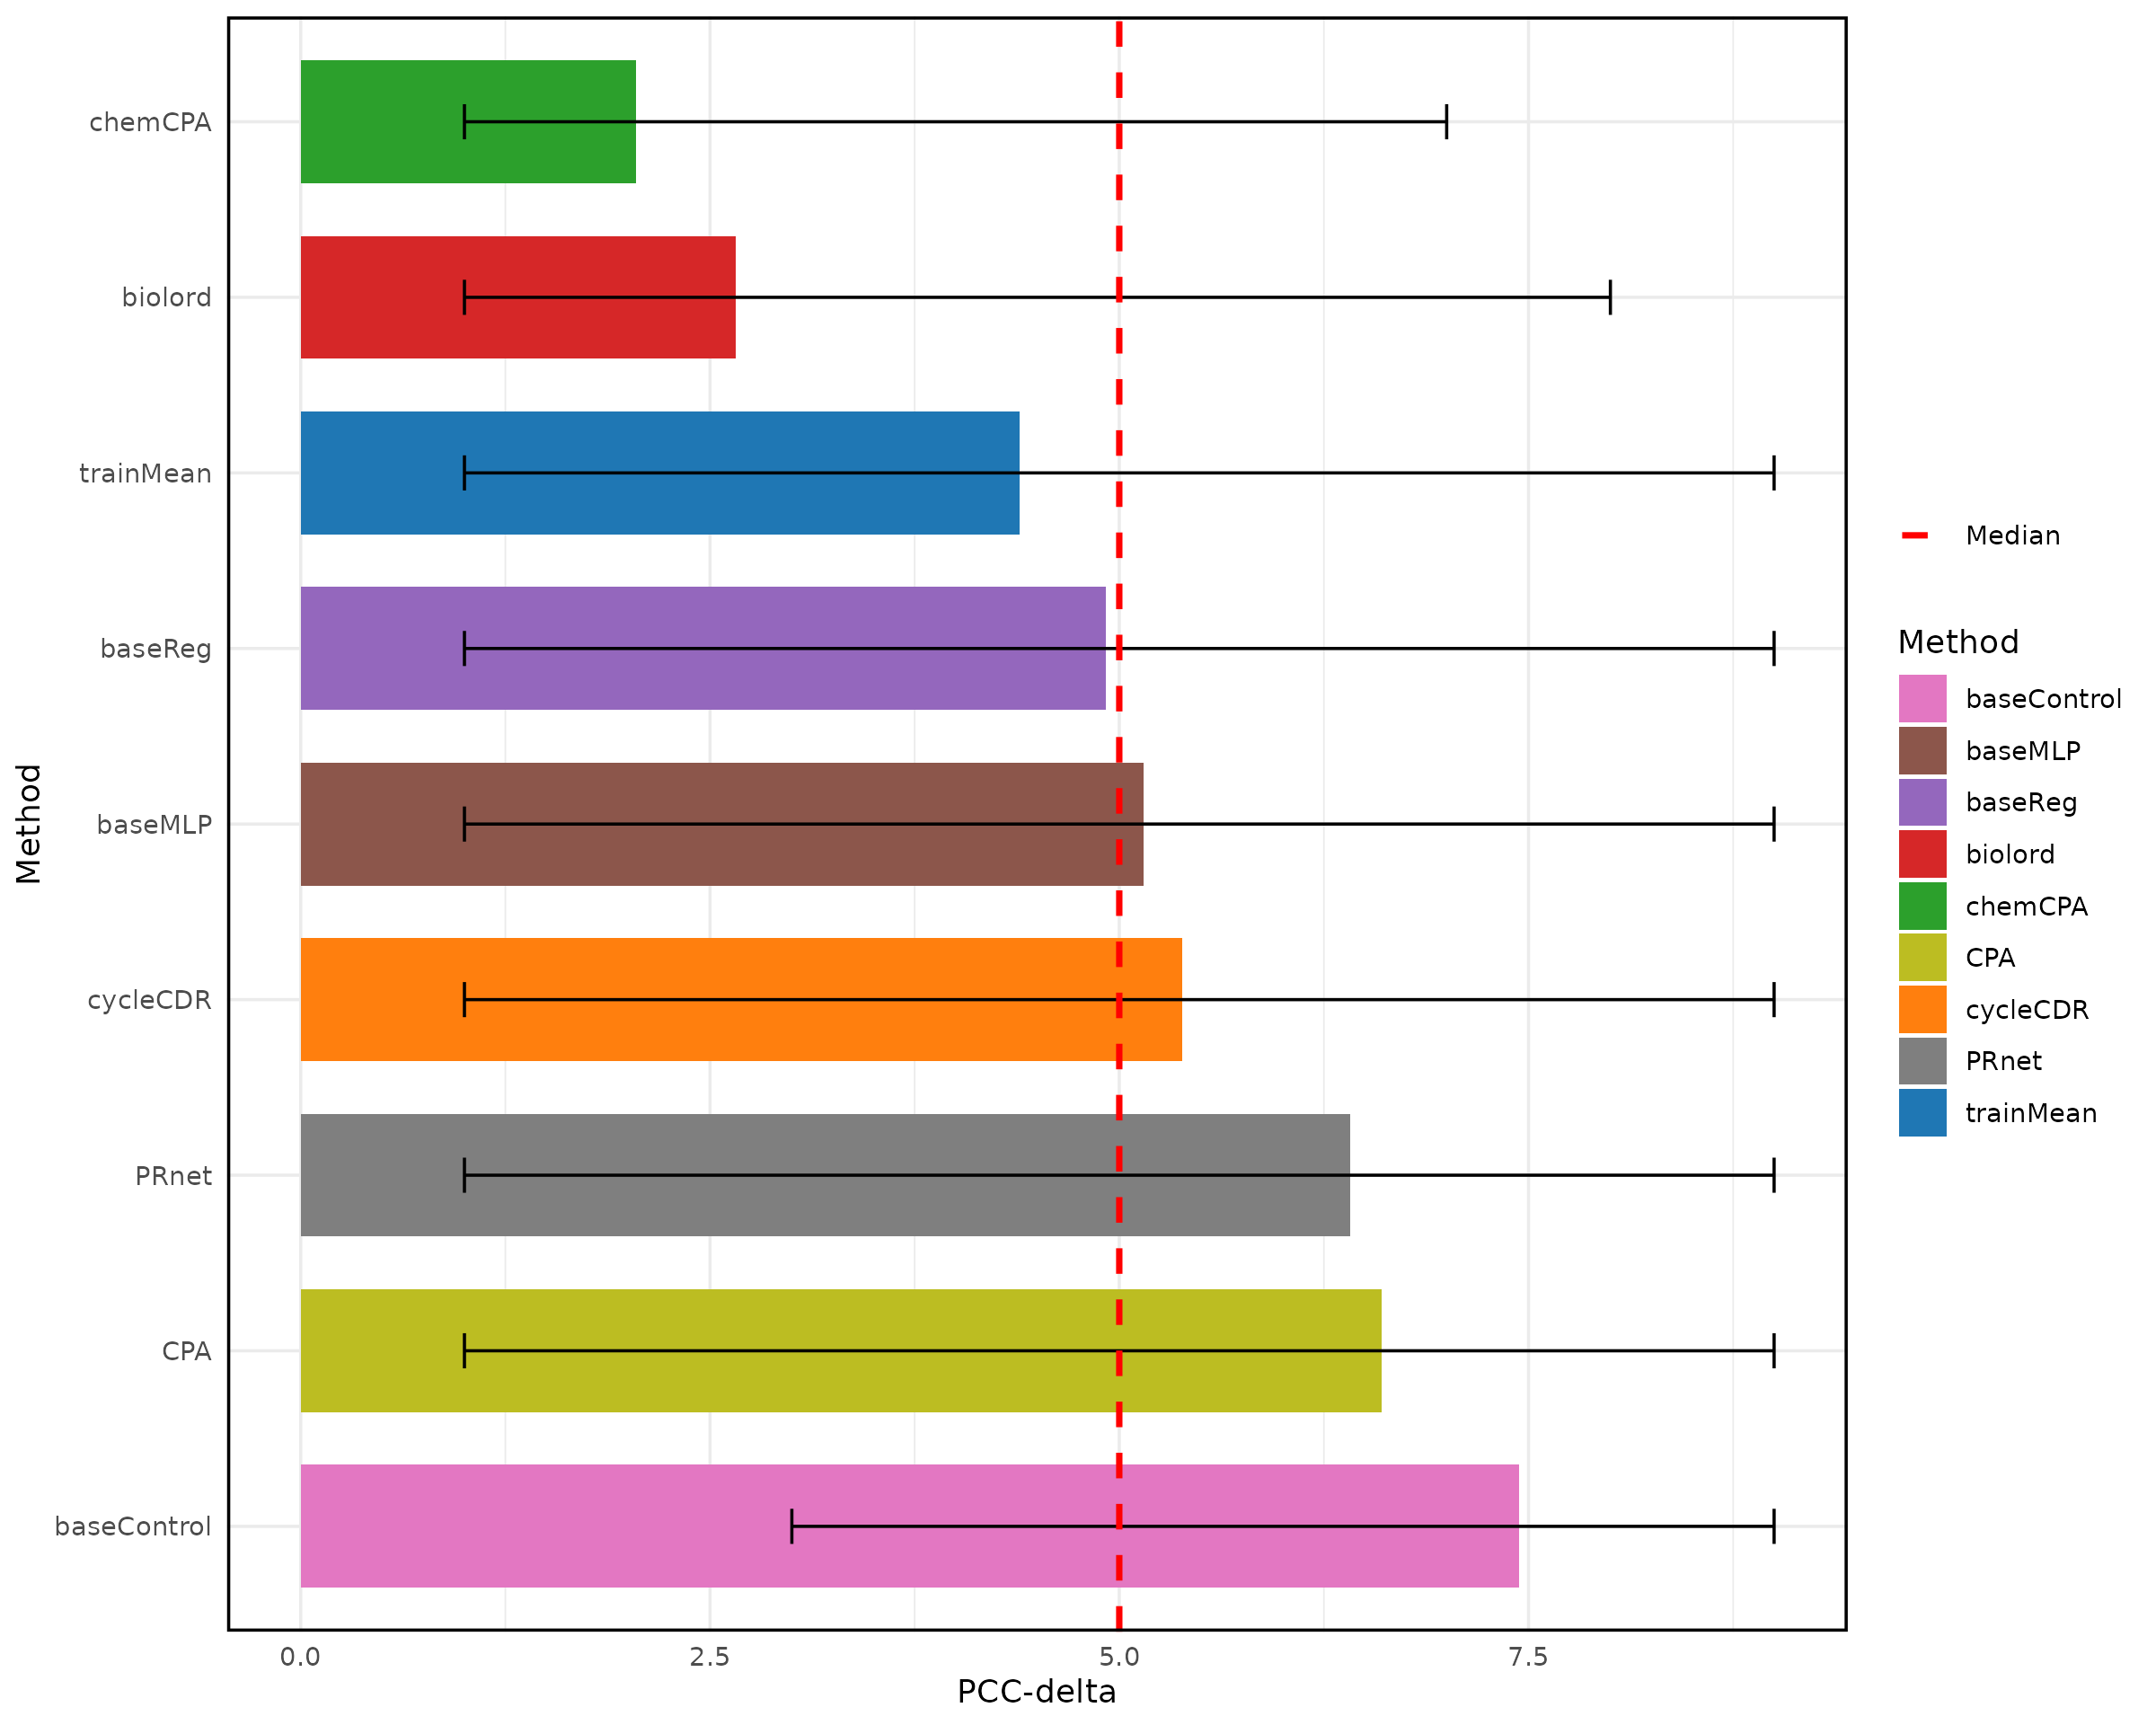 Method
chemCPA
biolord
trainMean
baseReg
baseMLP
cycleCDR
PRnet
CPA
baseControl
0.0
2.5
5.0
7.5
PCC-delta
Median
Method
baseControl
baseMLP
baseReg
biolord
chemCPA
CPA
cycleCDR
PRnet
trainMean